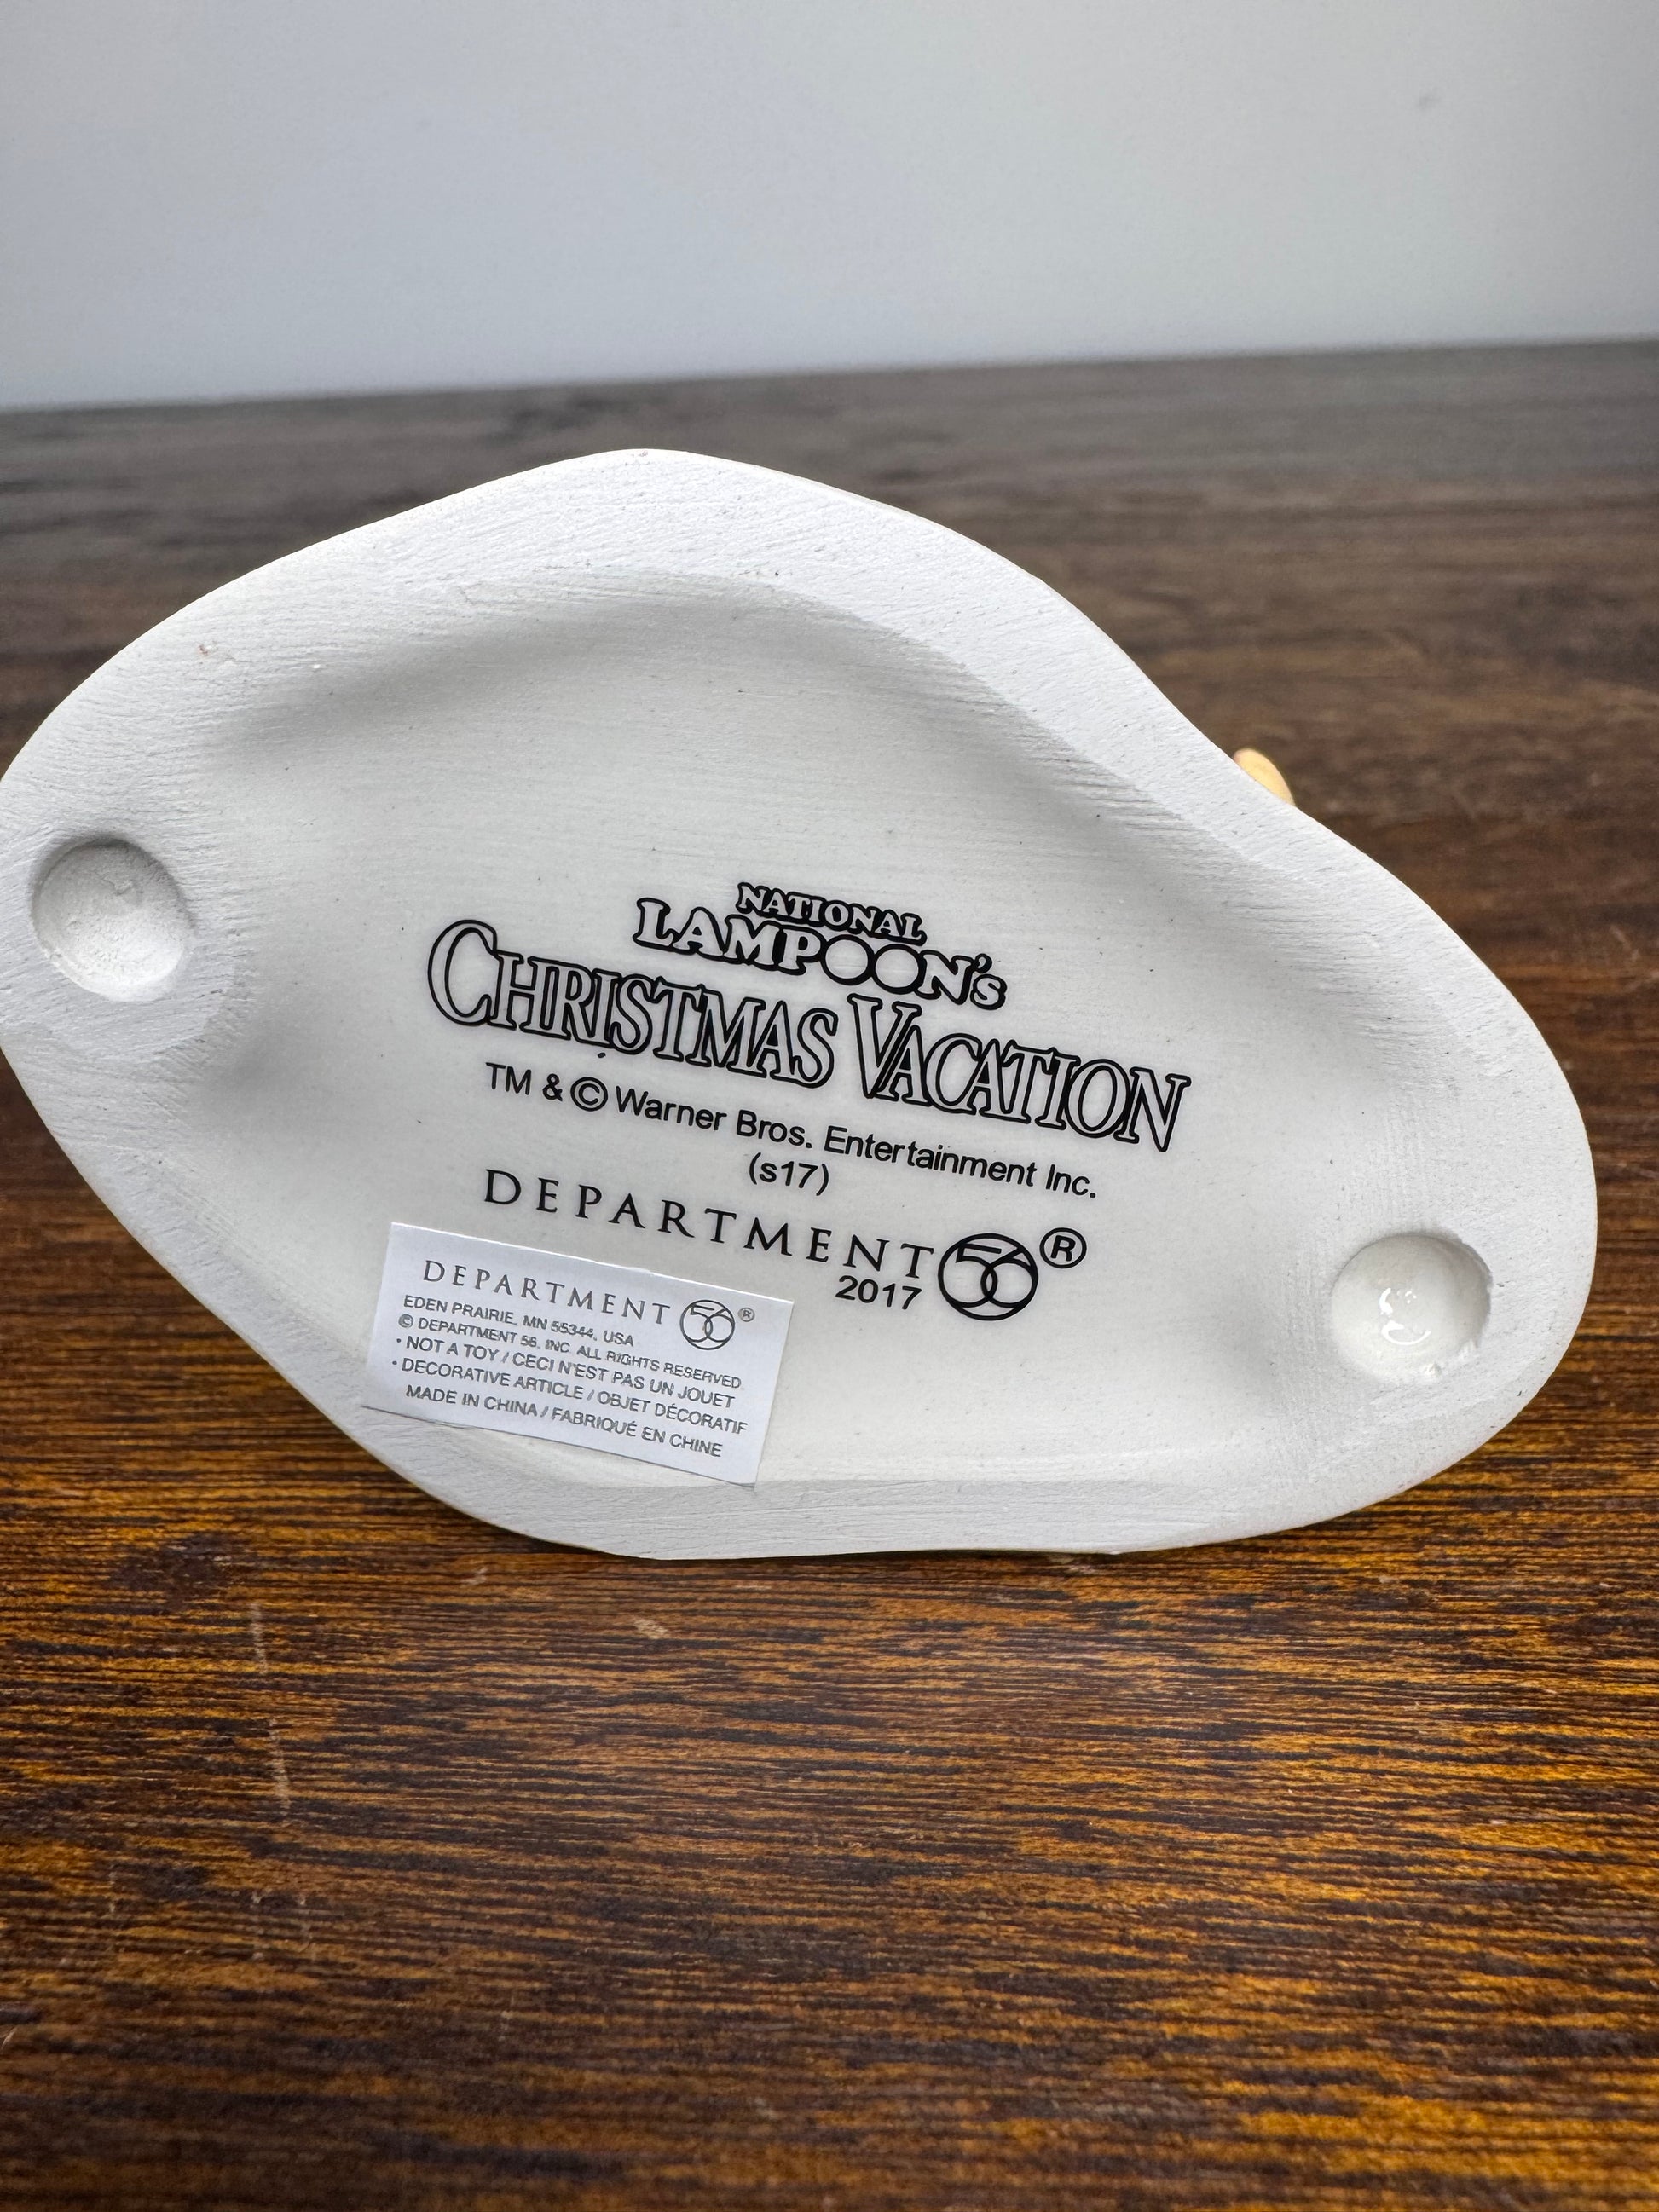 NATIONAL
LAMPOON's
CHRISTMAS VACATION
TM & © Warner Bros. Entertainment Inc.
(s17)
DEPARTMENT 56®
2017
DEPARTMENT 56®
EDEN PRAIRIE, MN 55344, USA
© DEPARTMENT 56, INC. ALL RIGHTS RESERVED
• NOT A TOY / CECI N'EST PAS UN JOUET
• DECORATIVE ARTICLE / OBJET DÉCORATIF
MADE IN CHINA / FABRIQUÉ EN CHINE